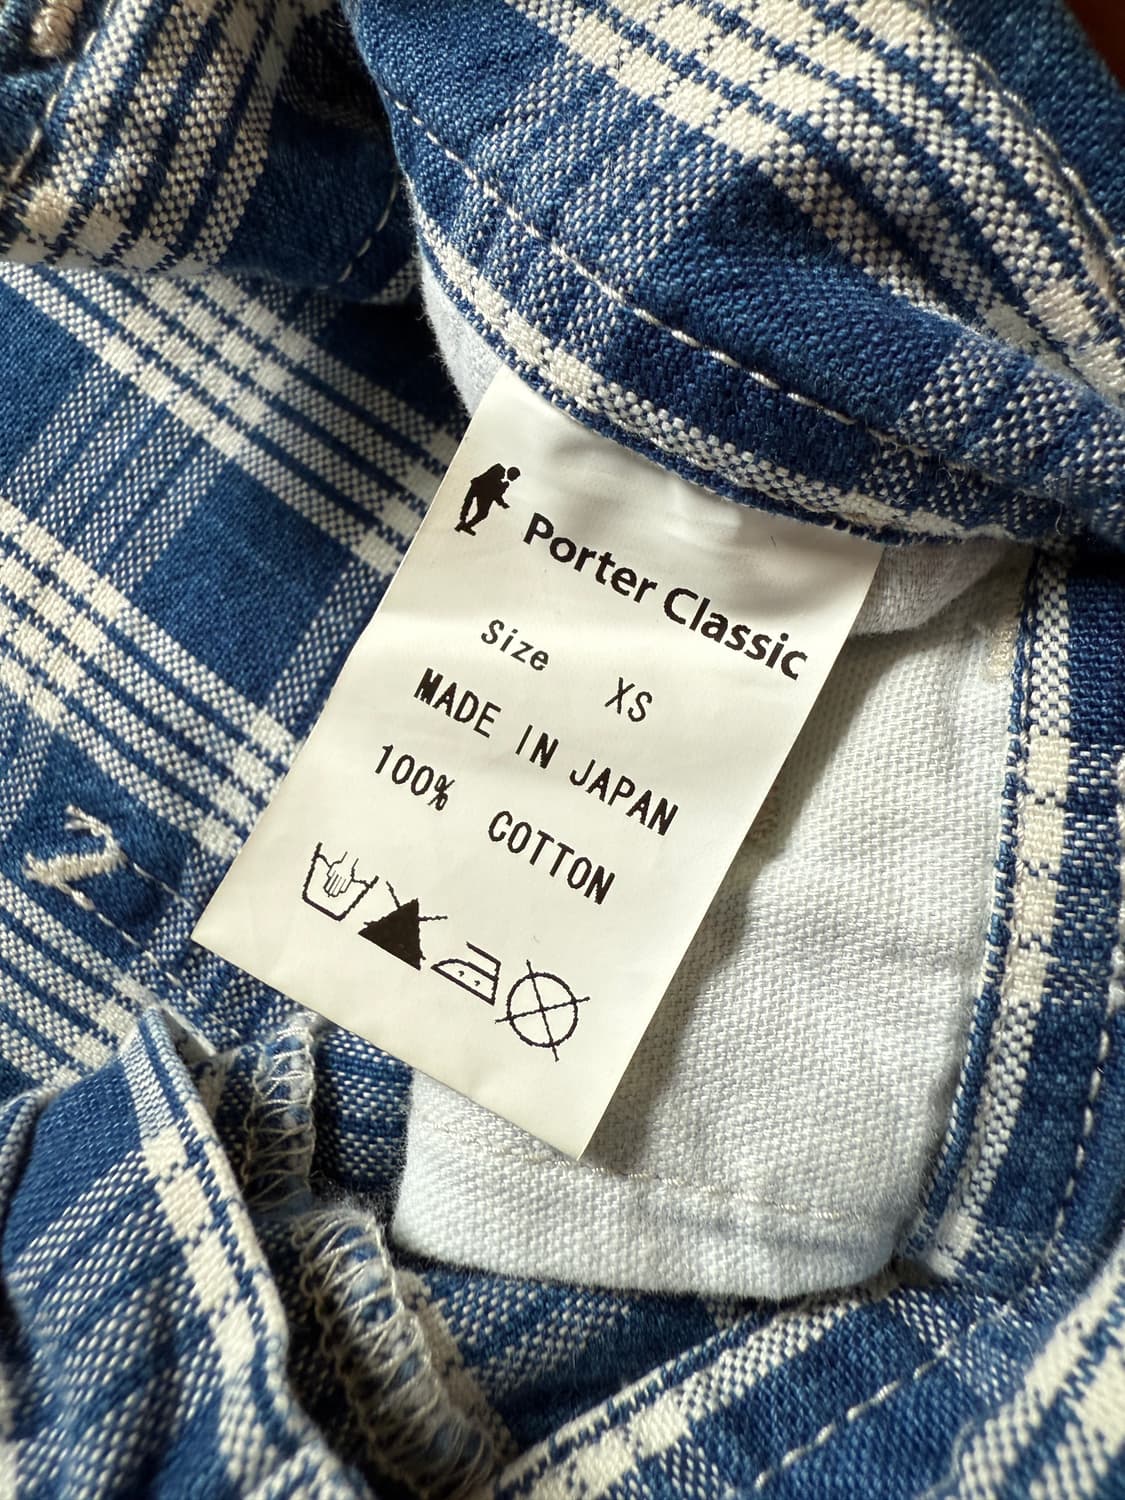 Porter Classic
Size XS
MADE IN JAPAN
100% COTTON